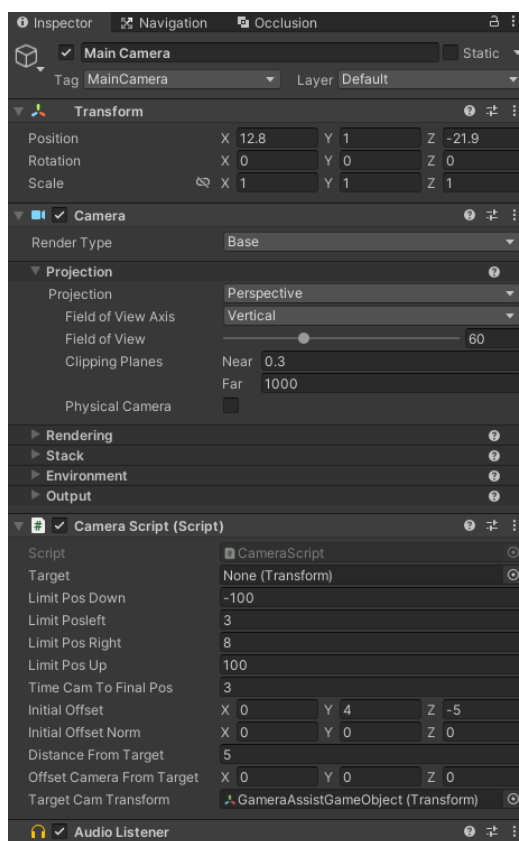 Inspector Navigation Occlusion
Main Camera Static
Tag MainCamera Layer Default
Transform
Position X 12.8 Y 1 Z -21.9
Rotation X 0 Y 0 Z 0
Scale X 1 Y 1 Z 1
Camera
Render Type Base
Projection
Projection Perspective
Field of View Axis Vertical
Field of View 60
Clipping Planes Near 0.3
Far 1000
Physical Camera
Rendering
Stack
Environment
Output
# Camera Script (Script)
Script CameraScript
Target None (Transform)
Limit Pos Down -100
Limit Posleft 3
Limit Pos Right 8
Limit Pos Up 100
Time Cam To Final Pos 3
Initial Offset X 0 Y 4 Z -5
Initial Offset Norm X 0 Y 0 Z 0
Distance From Target 5
Offset Camera From Target X 0 Y 0 Z 0
Target Cam Transform GameraAssistGameObject (Transform)
Audio Listener